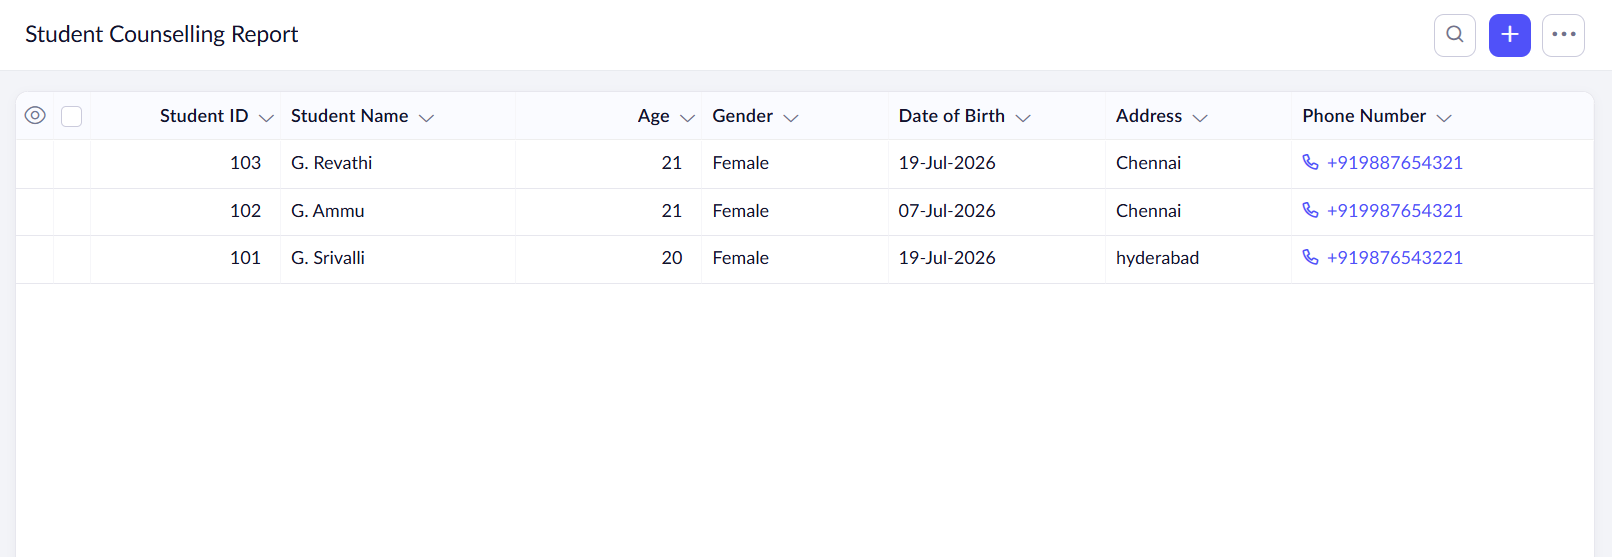 Student Counselling Report
Student ID Student Name Age Gender Date of Birth Address Phone Number
103 G. Revathi 21 Female 19-Jul-2026 Chennai +919887654321
102 G. Ammu 21 Female 07-Jul-2026 Chennai +919987654321
101 G. Srivalli 20 Female 19-Jul-2026 hyderabad +919876543221